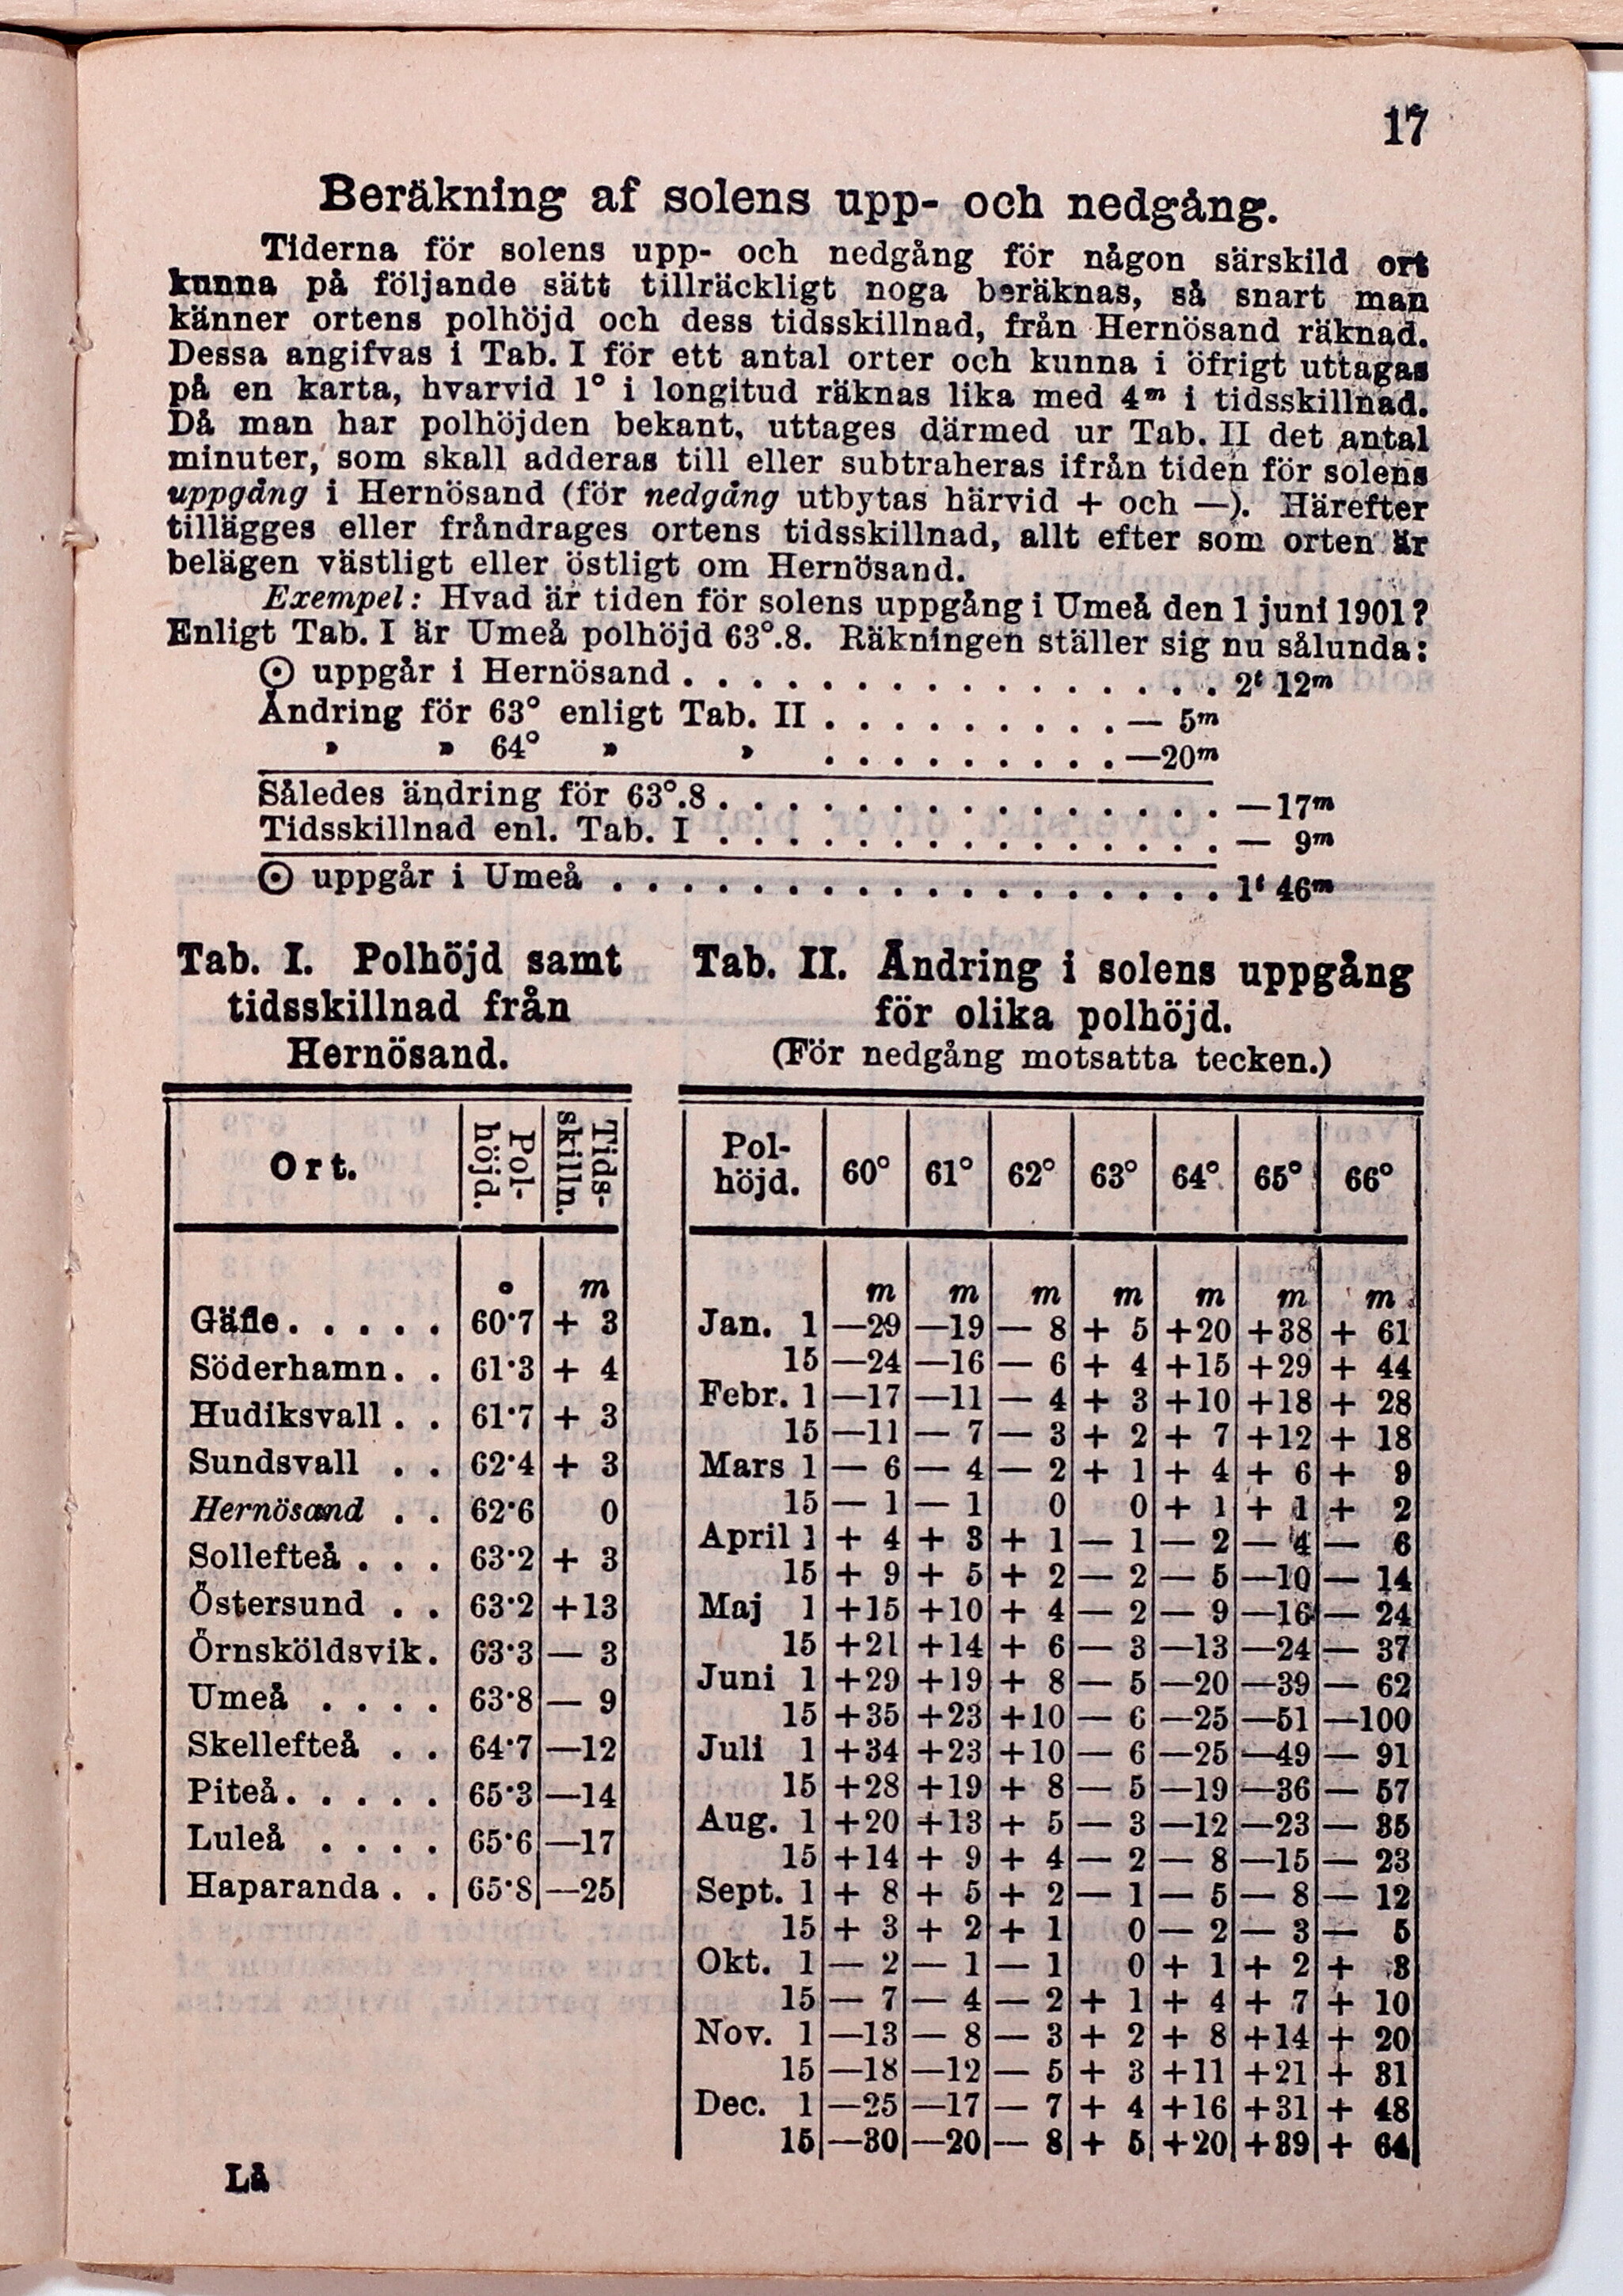 17
Beräkning af solens upp- och nedgång.
Tiderna för solens upp- och nedgång för någon särskild ort
kunna på följande sätt tillräckligt noga beräknas, så snart man
känner ortens polhöjd och dess tidsskillnad, från Hernösand räknad.
Dessa angifvas i Tab. I för ett antal orter och kunna i öfrigt uttagas
på en karta, hvarvid 1° i longitud räknas lika med 4m i tidsskillnad.
Då man har polhöjden bekant, uttages därmed ur Tab. II det antal
minuter, som skall adderas till eller subtraheras ifrån tiden för solens
uppgång i Hernösand (för nedgång utbytas härvid + och —). Härefter
tillägges eller fråndrages ortens tidsskillnad, allt efter som orten är
belägen västligt eller östligt om Hernösand.
Exempel: Hvad är tiden för solens uppgång i Umeå den 1 juni 1901?
Enligt Tab. I är Umeå polhöjd 63°.8. Räkningen ställer sig nu sålunda:
☉ uppgår i Hernösand . . . . . . . . . . . . . . . . 2t 12m
Ändring för 63° enligt Tab. II . . . . . . . . . — 5m
» » 64° » » . . . . . . . . . —20m
Således ändring för 63°.8 . . . . . . . . . . . . . . . —17m
Tidsskillnad enl. Tab. I . . . . . . . . . . . . . . . — 9m
☉ uppgår i Umeå . . . . . . . . . . . . . . . . . . 1t 46m
Tab. I. Polhöjd samt
tidsskillnad från
Hernösand.
Ort. Pol-höjd. Tids-skilln.
° m
Gäfle . . . . . 60·7 + 3
Söderhamn . . 61·3 + 4
Hudiksvall . . 61·7 + 3
Sundsvall . . 62·4 + 3
Hernösand . . 62·6 0
Sollefteå . . . 63·2 + 3
Östersund . . 63·2 +13
Örnsköldsvik . 63·3 — 3
Umeå . . . . 63·8 — 9
Skellefteå . . 64·7 —12
Piteå . . . . . 65·3 —14
Luleå . . . . 65·6 —17
Haparanda . . 65·8 —25
Tab. II. Ändring i solens uppgång
för olika polhöjd.
(För nedgång motsatta tecken.)
Pol-höjd. 60° 61° 62° 63° 64° 65° 66°
m m m m m m m
Jan. 1 —29 —19 — 8 + 5 +20 +38 + 61
15 —24 —16 — 6 + 4 +15 +29 + 44
Febr. 1 —17 —11 — 4 + 3 +10 +18 + 28
15 —11 — 7 — 3 + 2 + 7 +12 + 18
Mars 1 — 6 — 4 — 2 + 1 + 4 + 6 + 9
15 — 1 — 1 0 0 + 1 + 1 + 2
April 1 + 4 + 3 + 1 — 1 — 2 — 4 — 6
15 + 9 + 5 + 2 — 2 — 5 —10 — 14
Maj 1 +15 +10 + 4 — 2 — 9 —16 — 24
15 +21 +14 + 6 — 3 —13 —24 — 37
Juni 1 +29 +19 + 8 — 5 —20 —39 — 62
15 +35 +23 +10 — 6 —25 —51 —100
Juli 1 +34 +23 +10 — 6 —25 —49 — 91
15 +28 +19 + 8 — 5 —19 —36 — 57
Aug. 1 +20 +13 + 5 — 3 —12 —23 — 35
15 +14 + 9 + 4 — 2 — 8 —15 — 23
Sept. 1 + 8 + 5 + 2 — 1 — 5 — 8 — 12
15 + 3 + 2 + 1 0 — 2 — 3 — 5
Okt. 1 — 2 — 1 — 1 0 + 1 + 2 + 3
15 — 7 — 4 — 2 + 1 + 4 + 7 + 10
Nov. 1 —13 — 8 — 3 + 2 + 8 +14 + 20
15 —18 —12 — 5 + 3 +11 +21 + 31
Dec. 1 —25 —17 — 7 + 4 +16 +31 + 48
15 —30 —20 — 8 + 5 +20 +39 + 64
Lå